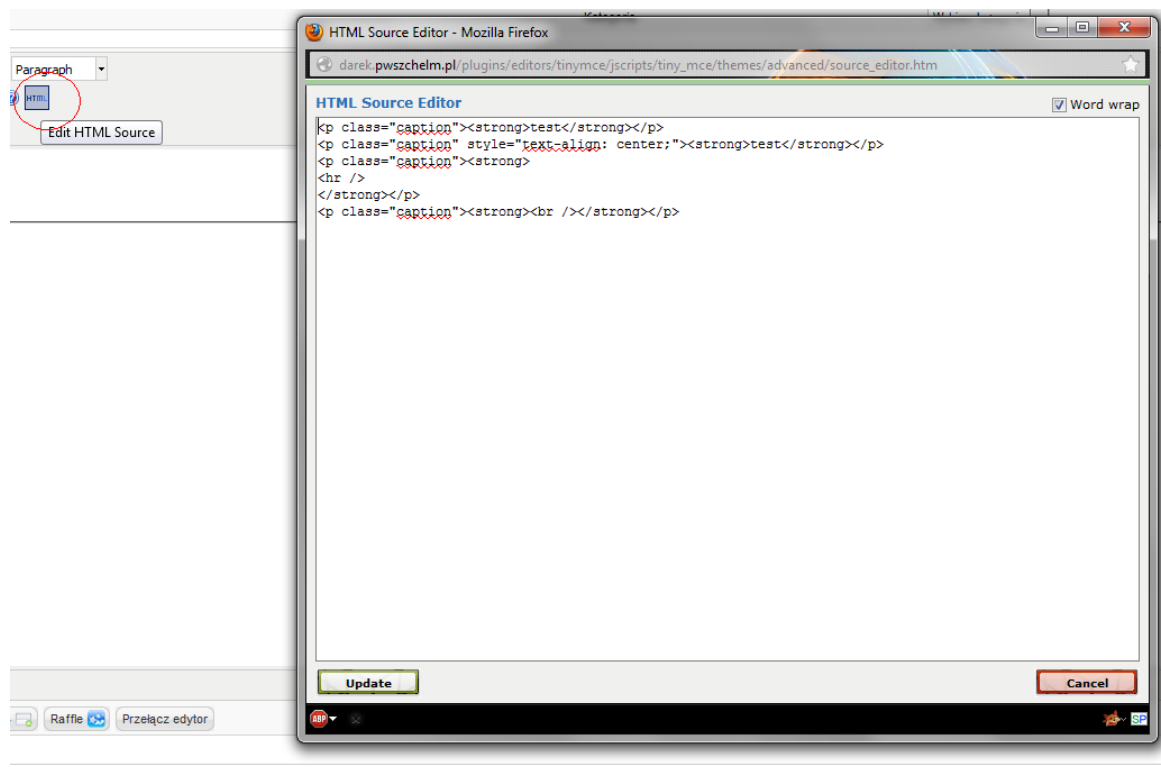 HTML Source Editor - Mozilla Firefox
darek.pwszchelm.pl/plugins/editors/tinymce/jscripts/tiny_mce/themes/advanced/source_editor.htm
Paragraph
HTML
Edit HTML Source
HTML Source Editor
Word wrap
<p class="caption"><strong>test</strong></p>
<p class="caption" style="text-align: center;"><strong>test</strong></p>
<p class="caption"><strong>
<hr />
</strong></p>
<p class="caption"><strong><br /></strong></p>
Update
Cancel
Raffle
Przełącz edytor
ABP
SP